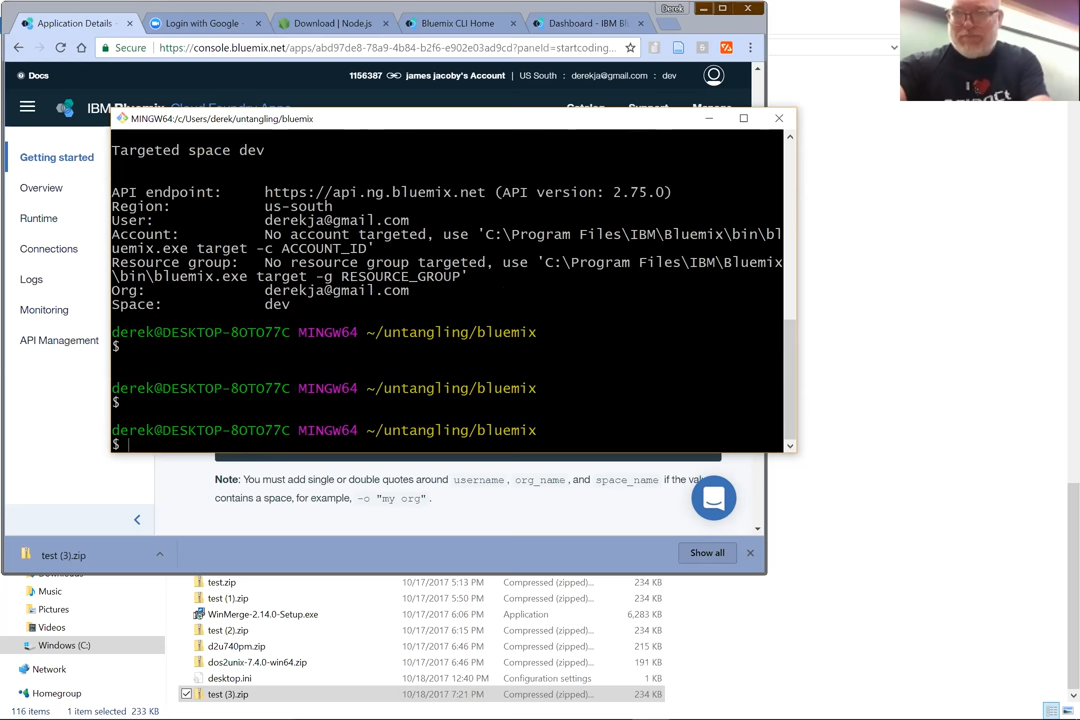 Derek
Application Details -
Login with Google -
Download | Node.js
Bluemix CLI Home
Dashboard - IBM Bl
Secure
https://console.bluemix.net/apps/abd97de8-78a9-4b84-b2f6-e902e03ad9cd?paneId=startcoding...
Docs
1156387 james jacoby's Account | US South : derekja@gmail.com : dev
IBM Bluemix Cloud Foundry Apps
Catalog Support Manage
MINGW64:/c/Users/derek/untangling/bluemix
Getting started
Overview
Runtime
Connections
Logs
Monitoring
API Management
Targeted space dev
API endpoint: https://api.ng.bluemix.net (API version: 2.75.0)
Region: us-south
User: derekja@gmail.com
Account: No account targeted, use 'C:\Program Files\IBM\Bluemix\bin\bl
uemix.exe target -c ACCOUNT_ID'
Resource group: No resource group targeted, use 'C:\Program Files\IBM\Bluemix
\bin\bluemix.exe target -g RESOURCE_GROUP'
Org: derekja@gmail.com
Space: dev
derek@DESKTOP-8OTO77C MINGW64 ~/untangling/bluemix
$
derek@DESKTOP-8OTO77C MINGW64 ~/untangling/bluemix
$
derek@DESKTOP-8OTO77C MINGW64 ~/untangling/bluemix
$
Note: You must add single or double quotes around username, org_name, and space_name if the val
contains a space, for example, -o "my org".
test (3).zip
Show all
Downloads
Music
Pictures
Videos
Windows (C:)
Network
Homegroup
test.zip 10/17/2017 5:13 PM Compressed (zipped)... 234 KB
test (1).zip 10/17/2017 5:50 PM Compressed (zipped)... 234 KB
WinMerge-2.14.0-Setup.exe 10/17/2017 6:06 PM Application 6,283 KB
test (2).zip 10/17/2017 6:15 PM Compressed (zipped)... 234 KB
d2u740pm.zip 10/17/2017 6:46 PM Compressed (zipped)... 215 KB
dos2unix-7.4.0-win64.zip 10/17/2017 6:46 PM Compressed (zipped)... 191 KB
desktop.ini 10/18/2017 12:40 PM Configuration settings 1 KB
test (3).zip 10/18/2017 7:21 PM Compressed (zipped)... 234 KB
116 items 1 item selected 233 KB